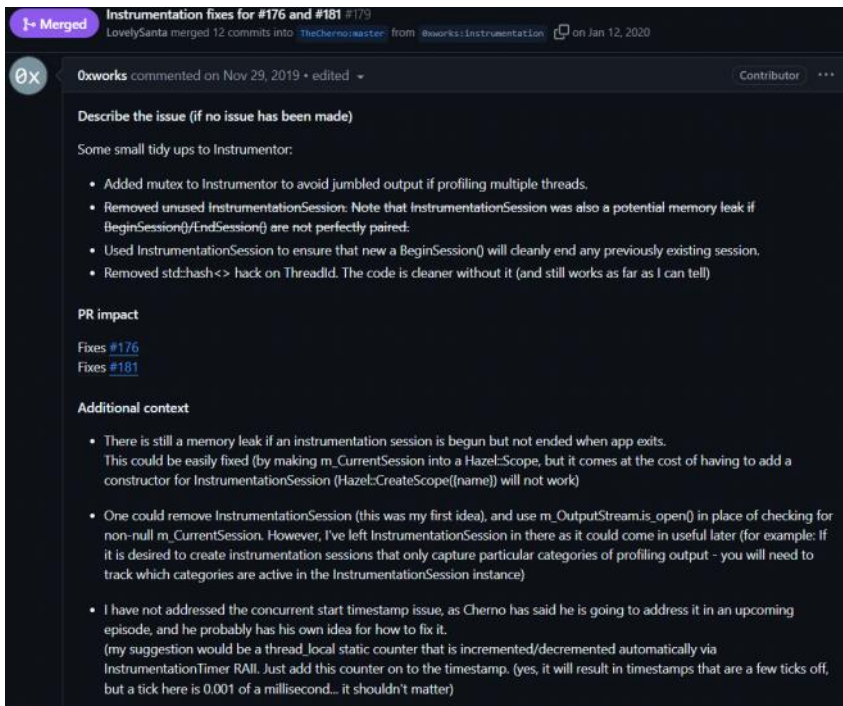 Merged
Instrumentation fixes for #176 and #181 #179
LovelySanta merged 12 commits into TheCherno:master from 0xworks:instrumentation on Jan 12, 2020
0x
0xworks commented on Nov 29, 2019 • edited
Contributor
Describe the issue (if no issue has been made)
Some small tidy ups to Instrumentor:
• Added mutex to Instrumentor to avoid jumbled output if profiling multiple threads.
• Removed unused InstrumentationSession. Note that InstrumentationSession was also a potential memory leak if
BeginSession()/EndSession() are not perfectly paired.
• Used InstrumentationSession to ensure that new a BeginSession() will cleanly end any previously existing session.
• Removed std::hash<> hack on ThreadId. The code is cleaner without it (and still works as far as I can tell)
PR impact
Fixes #176
Fixes #181
Additional context
• There is still a memory leak if an instrumentation session is begun but not ended when app exits.
This could be easily fixed (by making m_CurrentSession into a Hazel::Scope, but it comes at the cost of having to add a
constructor for InstrumentationSession (Hazel::CreateScope({name}) will not work)
• One could remove InstrumentationSession (this was my first idea), and use m_OutputStream.is_open() in place of checking for
non-null m_CurrentSession. However, I've left InstrumentationSession in there as it could come in useful later (for example: If
it is desired to create instrumentation sessions that only capture particular categories of profiling output - you will need to
track which categories are active in the InstrumentationSession instance)
• I have not addressed the concurrent start timestamp issue, as Cherno has said he is going to address it in an upcoming
episode, and he probably has his own idea for how to fix it.
(my suggestion would be a thread_local static counter that is incremented/decremented automatically via
InstrumentationTimer RAII. Just add this counter on to the timestamp. (yes, it will result in timestamps that are a few ticks off,
but a tick here is 0.001 of a millisecond... it shouldn't matter)